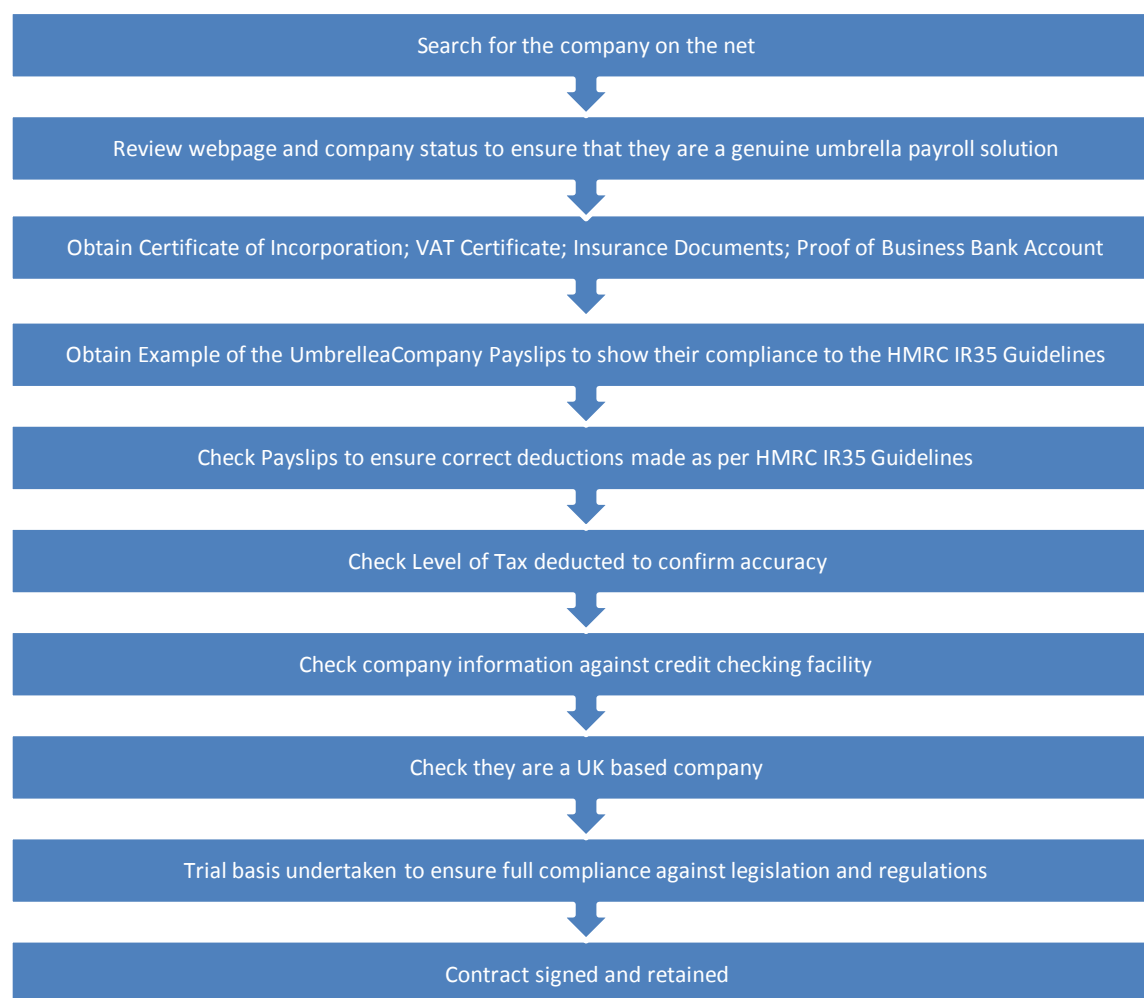 Search for the company on the net
Review webpage and company status to ensure that they are a genuine umbrella payroll solution
Obtain Certificate of Incorporation; VAT Certificate; Insurance Documents; Proof of Business Bank Account
Obtain Example of the UmbrelleaCompany Payslips to show their compliance to the HMRC IR35 Guidelines
Check Payslips to ensure correct deductions made as per HMRC IR35 Guidelines
Check Level of Tax deducted to confirm accuracy
Check company information against credit checking facility
Check they are a UK based company
Trial basis undertaken to ensure full compliance against legislation and regulations
Contract signed and retained